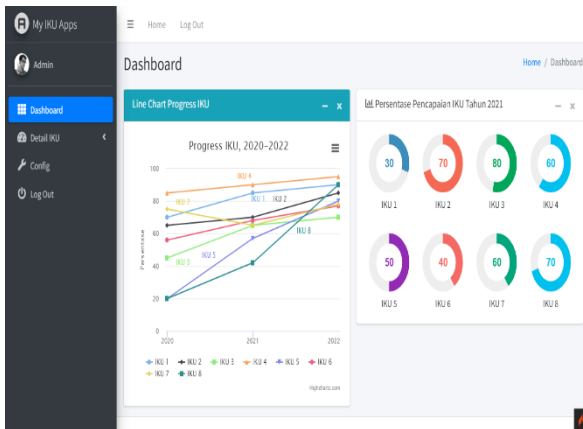 My IKU Apps
Home Log Out
Admin
Dashboard
Home / Dashboard
Dashboard
Detail IKU
Config
Log Out
Line Chart Progress IKU
Progress IKU, 2020-2022
Persentase
100
80
60
40
20
0
IKU 4
IKU 7
IKU 1
IKU 2
IKU 8
IKU 3
IKU 5
2020 2021 2022
IKU 1 IKU 2 IKU 3 IKU 4 IKU 5 IKU 6
IKU 7 IKU 8
Highcharts.com
Persentase Pencapaian IKU Tahun 2021
30 70 80 60
IKU 1 IKU 2 IKU 3 IKU 4
50 40 60 70
IKU 5 IKU 6 IKU 7 IKU 8